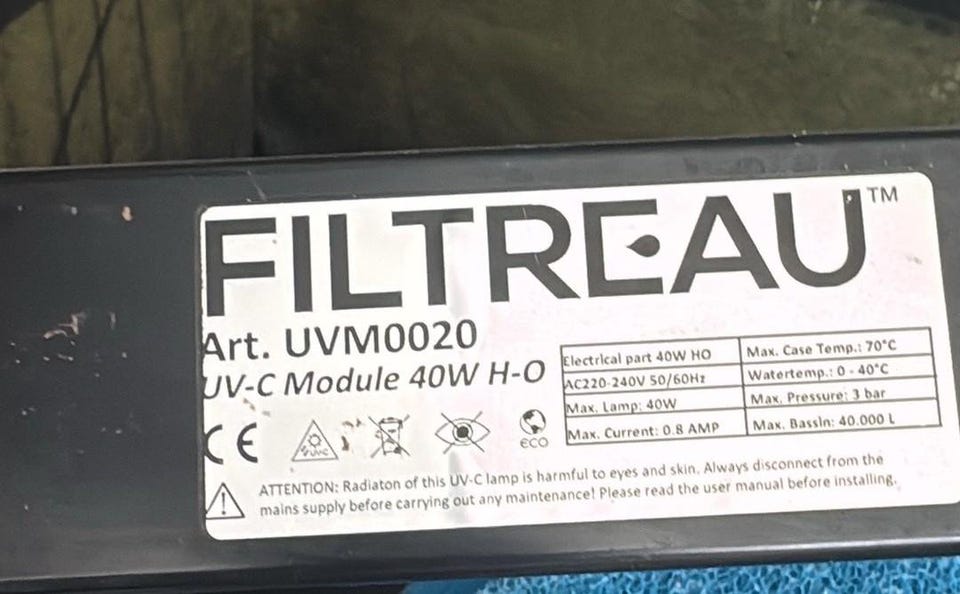 FILTREAU™
Art. UVM0020
UV-C Module 40W H-O
Electrical part 40W HO
Max. Case Temp.: 70°C
AC220-240V 50/60Hz
Watertemp.: 0 - 40°C
Max. Lamp: 40W
Max. Pressure: 3 bar
Max. Current: 0.8 AMP
Max. Bassin: 40.000 L
CE
UVC
ECO
ATTENTION: Radiaton of this UV-C lamp is harmful to eyes and skin. Always disconnect from the
mains supply before carrying out any maintenance! Please read the user manual before installing.